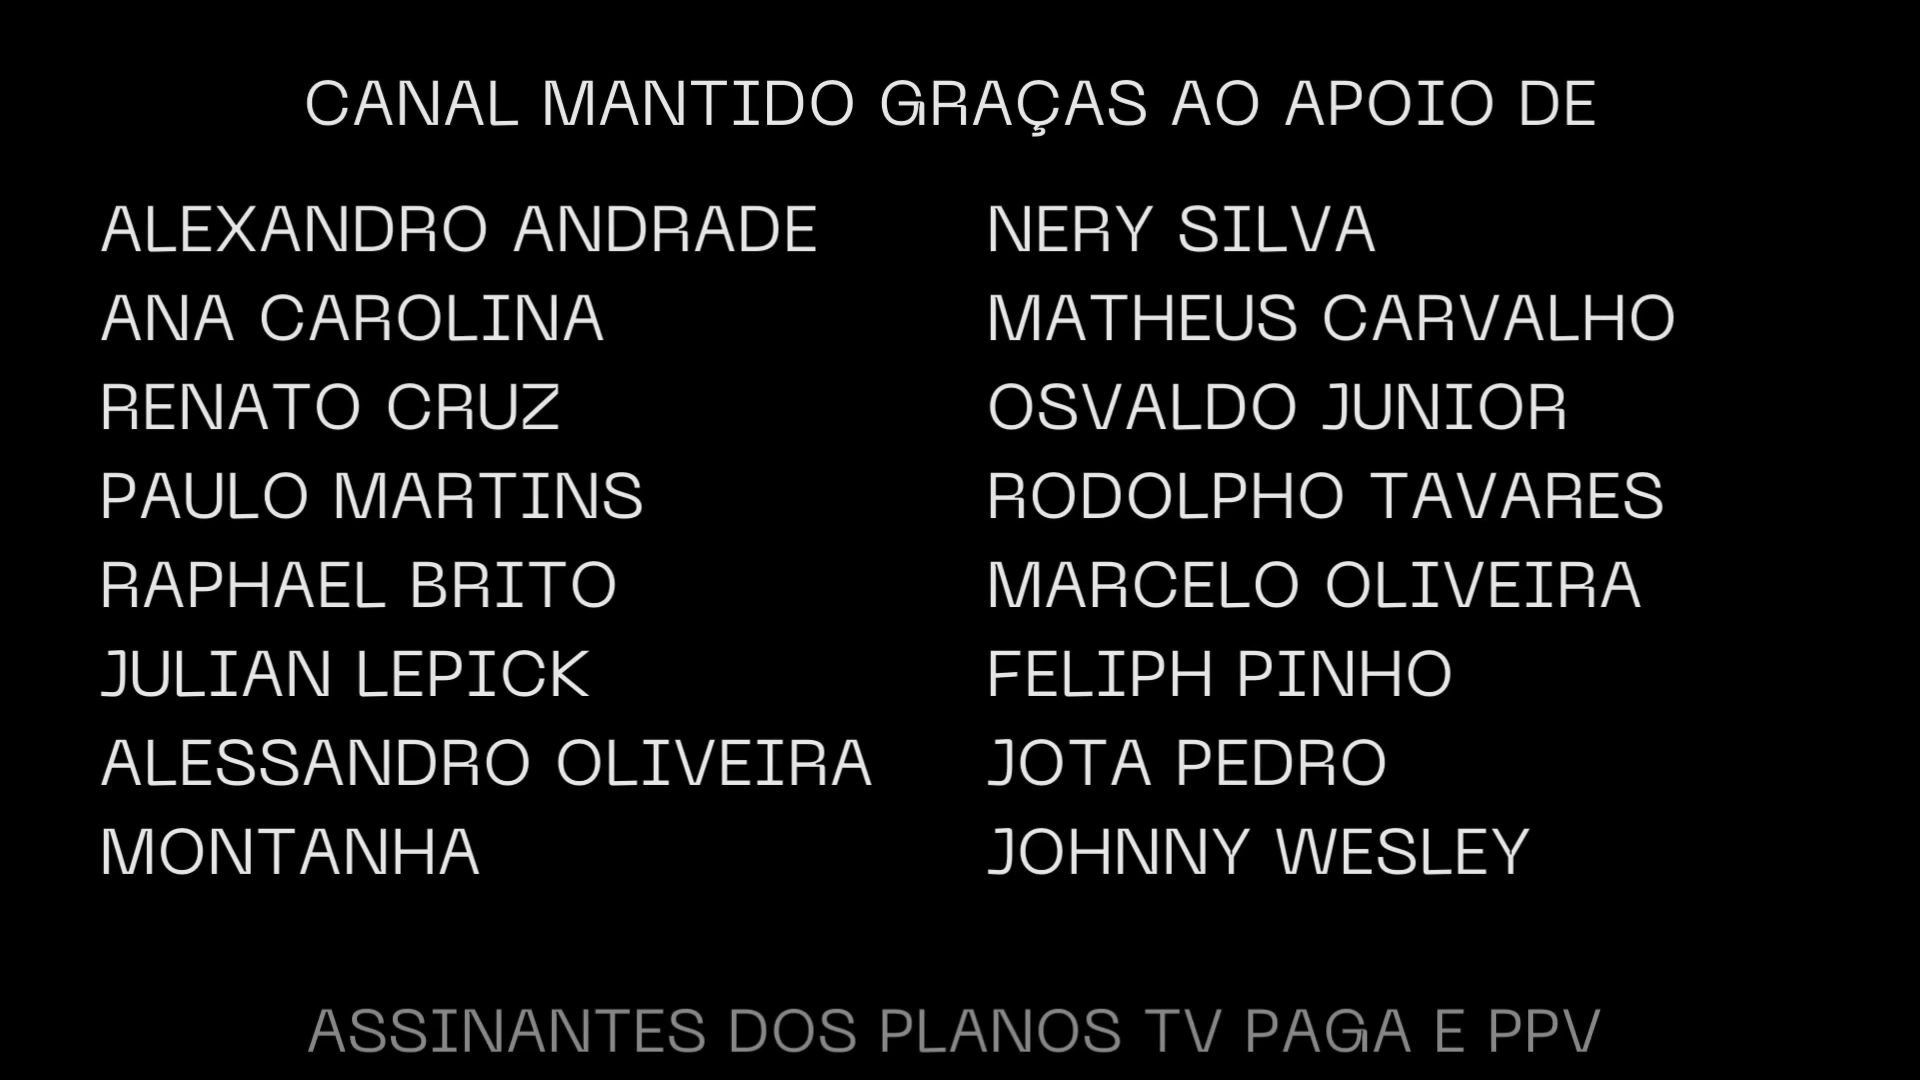 CANAL MANTIDO GRAÇAS AO APOIO DE
ALEXANDRO ANDRADE
ANA CAROLINA
RENATO CRUZ
PAULO MARTINS
RAPHAEL BRITO
JULIAN LEPICK
ALESSANDRO OLIVEIRA
MONTANHA
NERY SILVA
MATHEUS CARVALHO
OSVALDO JUNIOR
RODOLPHO TAVARES
MARCELO OLIVEIRA
FELIPH PINHO
JOTA PEDRO
JOHNNY WESLEY
ASSINANTES DOS PLANOS TV PAGA E PPV